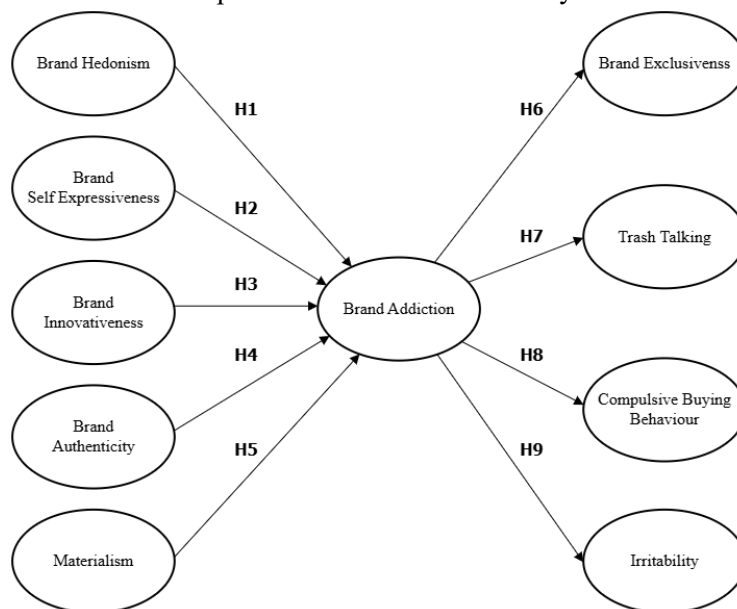 Brand Hedonism
Brand
Self Expressiveness
Brand
Innovativeness
Brand
Authenticity
Materialism
H1
H2
H3
H4
H5
Brand Addiction
H6
H7
H8
H9
Brand Exclusivenss
Trash Talking
Compulsive Buying
Behaviour
Irritability